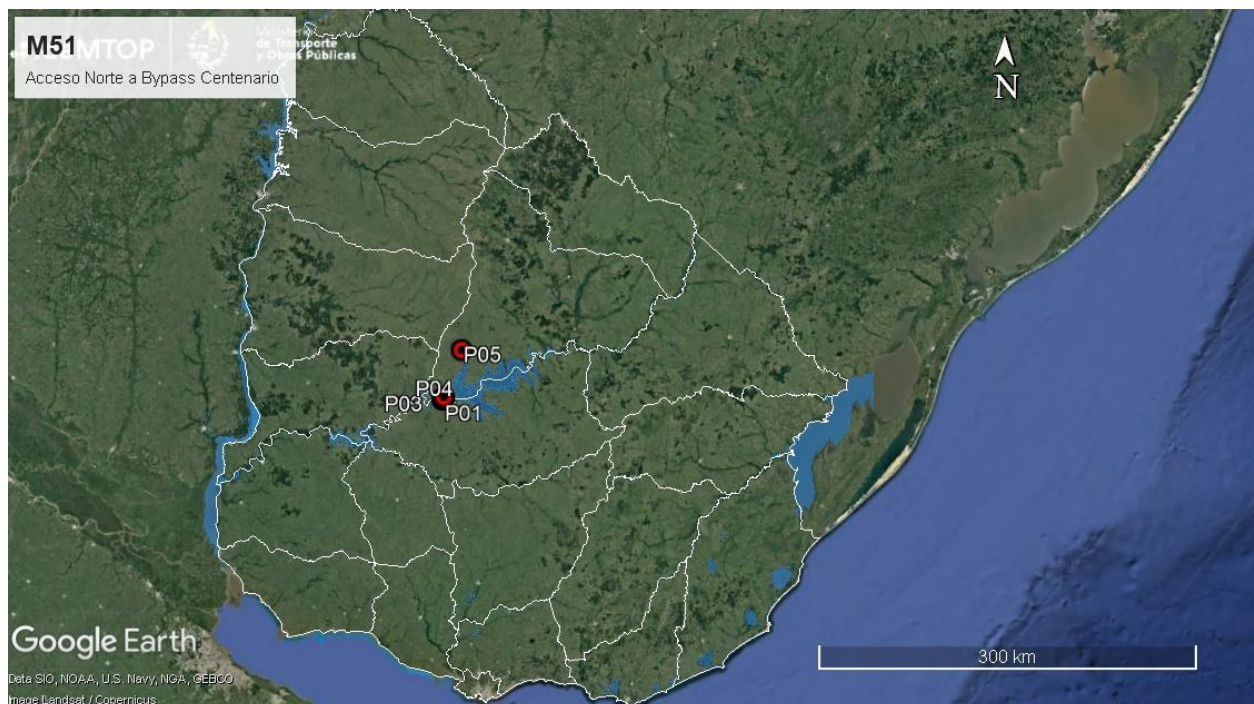 M51
MTOP
Ministerio
de Transporte
y Obras Públicas
Acceso Norte a Bypass Centenario
N
P05
P04
P03
P01
Google Earth
300 km
Data SIO, NOAA, U.S. Navy, NGA, GEBCO
Image Landsat / Copernicus